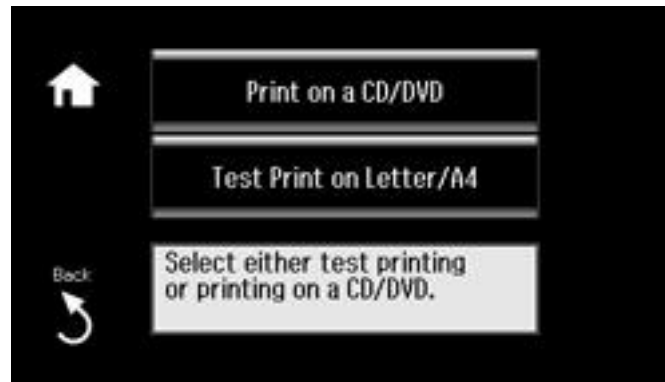 Print on a CD/DVD
Test Print on Letter/A4
Select either test printing
or printing on a CD/DVD.
Back